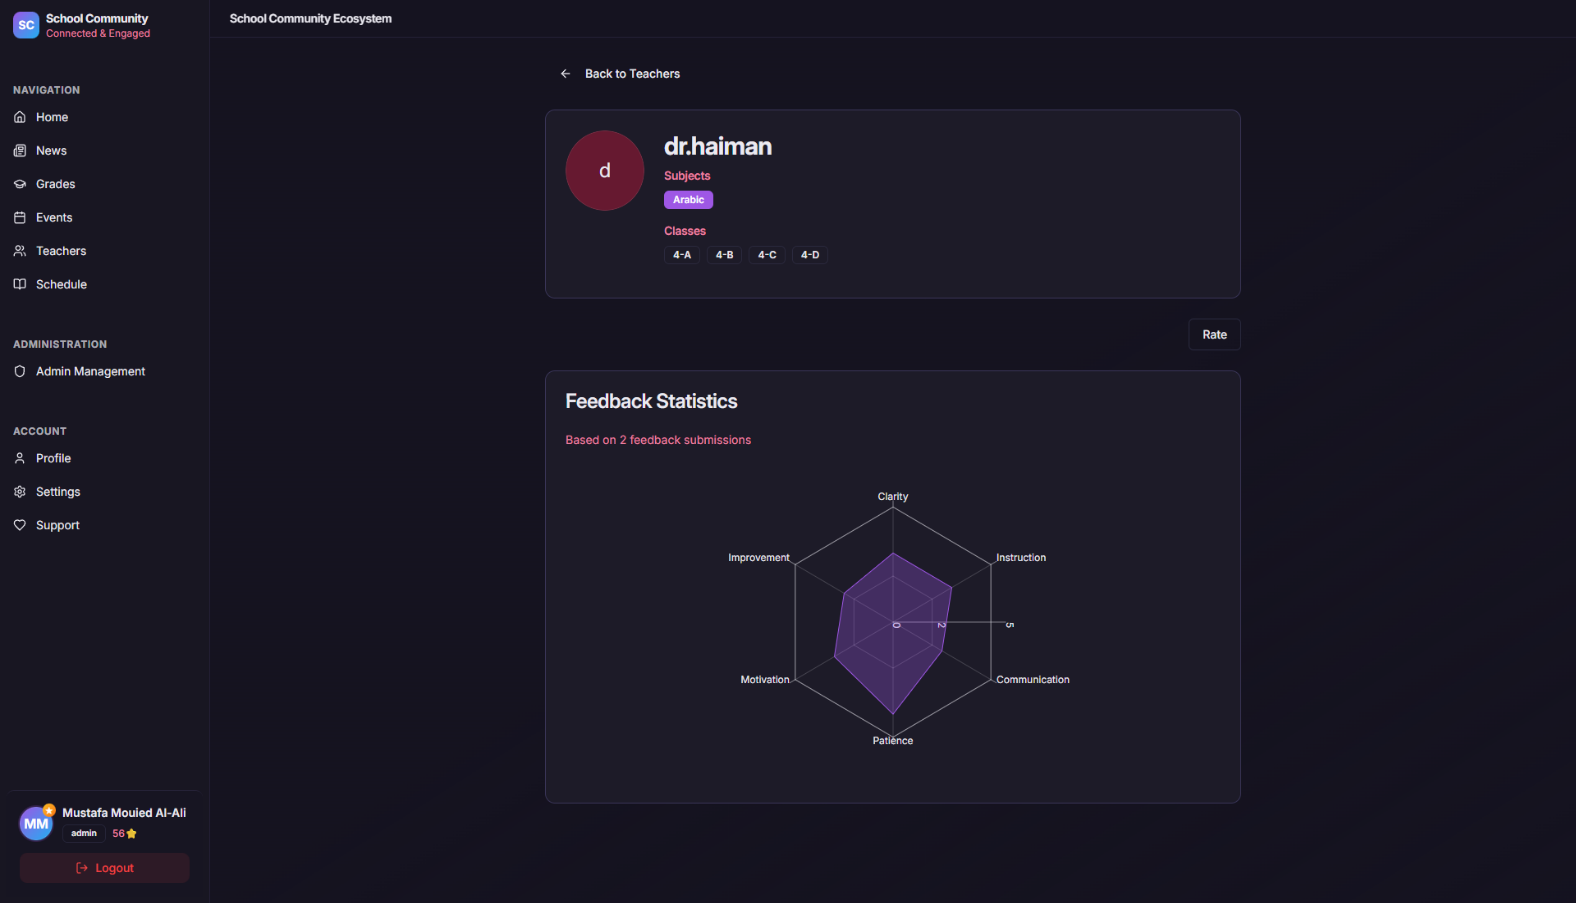 SC
School Community
Connected & Engaged
NAVIGATION
Home
News
Grades
Events
Teachers
Schedule
ADMINISTRATION
Admin Management
ACCOUNT
Profile
Settings
Support
MM
Mustafa Mouied Al-Ali
admin
56
Logout
School Community Ecosystem
Back to Teachers
d
dr.haiman
Subjects
Arabic
Classes
4-A 4-B 4-C 4-D
Rate
Feedback Statistics
Based on 2 feedback submissions
Clarity
Improvement
Instruction
0 2 5
Motivation
Communication
Patience